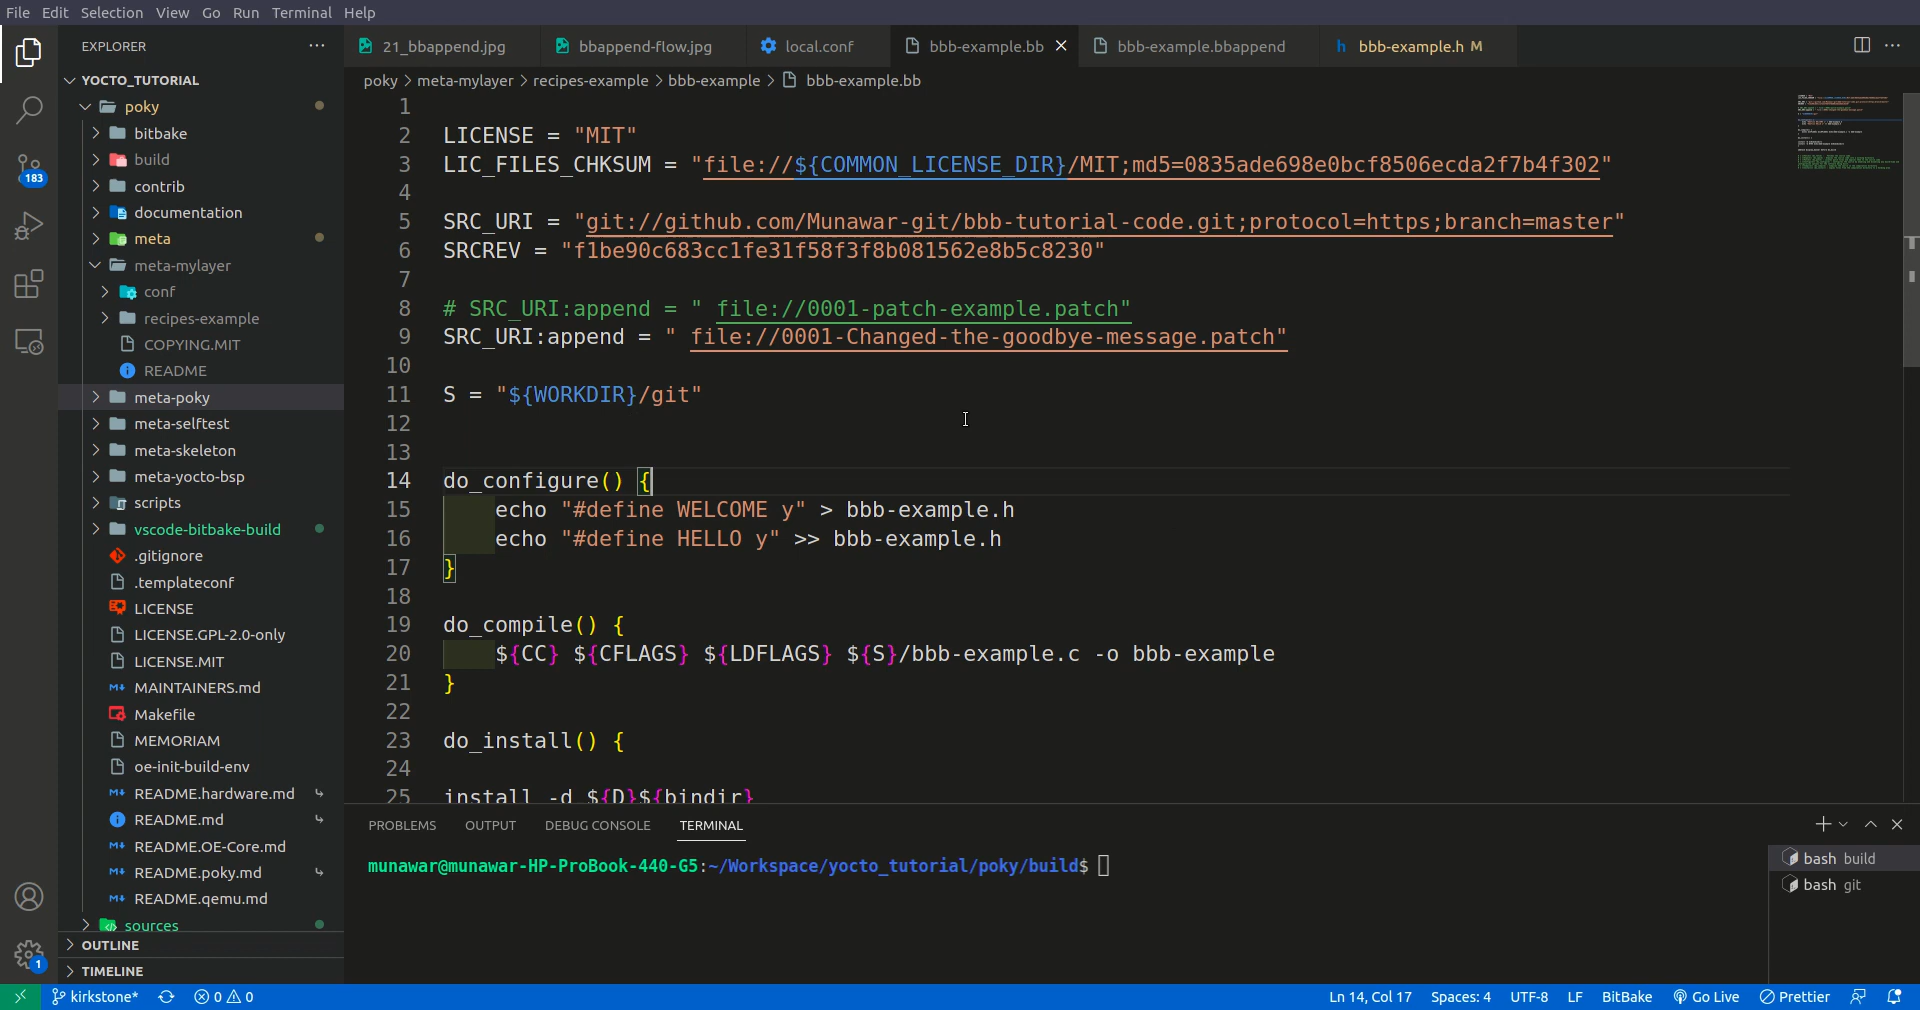 File Edit Selection View Go Run Terminal Help
EXPLORER
21_bbappend.jpg bbappend-flow.jpg local.conf bbb-example.bb bbb-example.bbappend bbb-example.h M
poky > meta-mylayer > recipes-example > bbb-example > bbb-example.bb
YOCTO_TUTORIAL
poky
bitbake
build
contrib
documentation
meta
meta-mylayer
conf
recipes-example
COPYING.MIT
README
meta-poky
meta-selftest
meta-skeleton
meta-yocto-bsp
scripts
vscode-bitbake-build
.gitignore
.templateconf
LICENSE
LICENSE.GPL-2.0-only
LICENSE.MIT
MAINTAINERS.md
Makefile
MEMORIAM
oe-init-build-env
README.hardware.md
README.md
README.OE-Core.md
README.poky.md
README.qemu.md
sources
OUTLINE
TIMELINE
183
1
1
2 LICENSE = "MIT"
3 LIC_FILES_CHKSUM = "file://${COMMON_LICENSE_DIR}/MIT;md5=0835ade698e0bcf8506ecda2f7b4f302"
4
5 SRC_URI = "git://github.com/Munawar-git/bbb-tutorial-code.git;protocol=https;branch=master"
6 SRCREV = "f1be90c683cc1fe31f58f3f8b081562e8b5c8230"
7
8 # SRC_URI:append = " file://0001-patch-example.patch"
9 SRC_URI:append = " file://0001-Changed-the-goodbye-message.patch"
10
11 S = "${WORKDIR}/git"
12
13
14 do_configure() {
15 echo "#define WELCOME y" > bbb-example.h
16 echo "#define HELLO y" >> bbb-example.h
17 }
18
19 do_compile() {
20 ${CC} ${CFLAGS} ${LDFLAGS} ${S}/bbb-example.c -o bbb-example
21 }
22
23 do_install() {
24
25 install -d ${D}${bindir}
PROBLEMS OUTPUT DEBUG CONSOLE TERMINAL
munawar@munawar-HP-ProBook-440-G5:~/Workspace/yocto_tutorial/poky/build$
bash build
bash git
kirkstone* 0 0 Ln 14, Col 17 Spaces: 4 UTF-8 LF BitBake Go Live Prettier